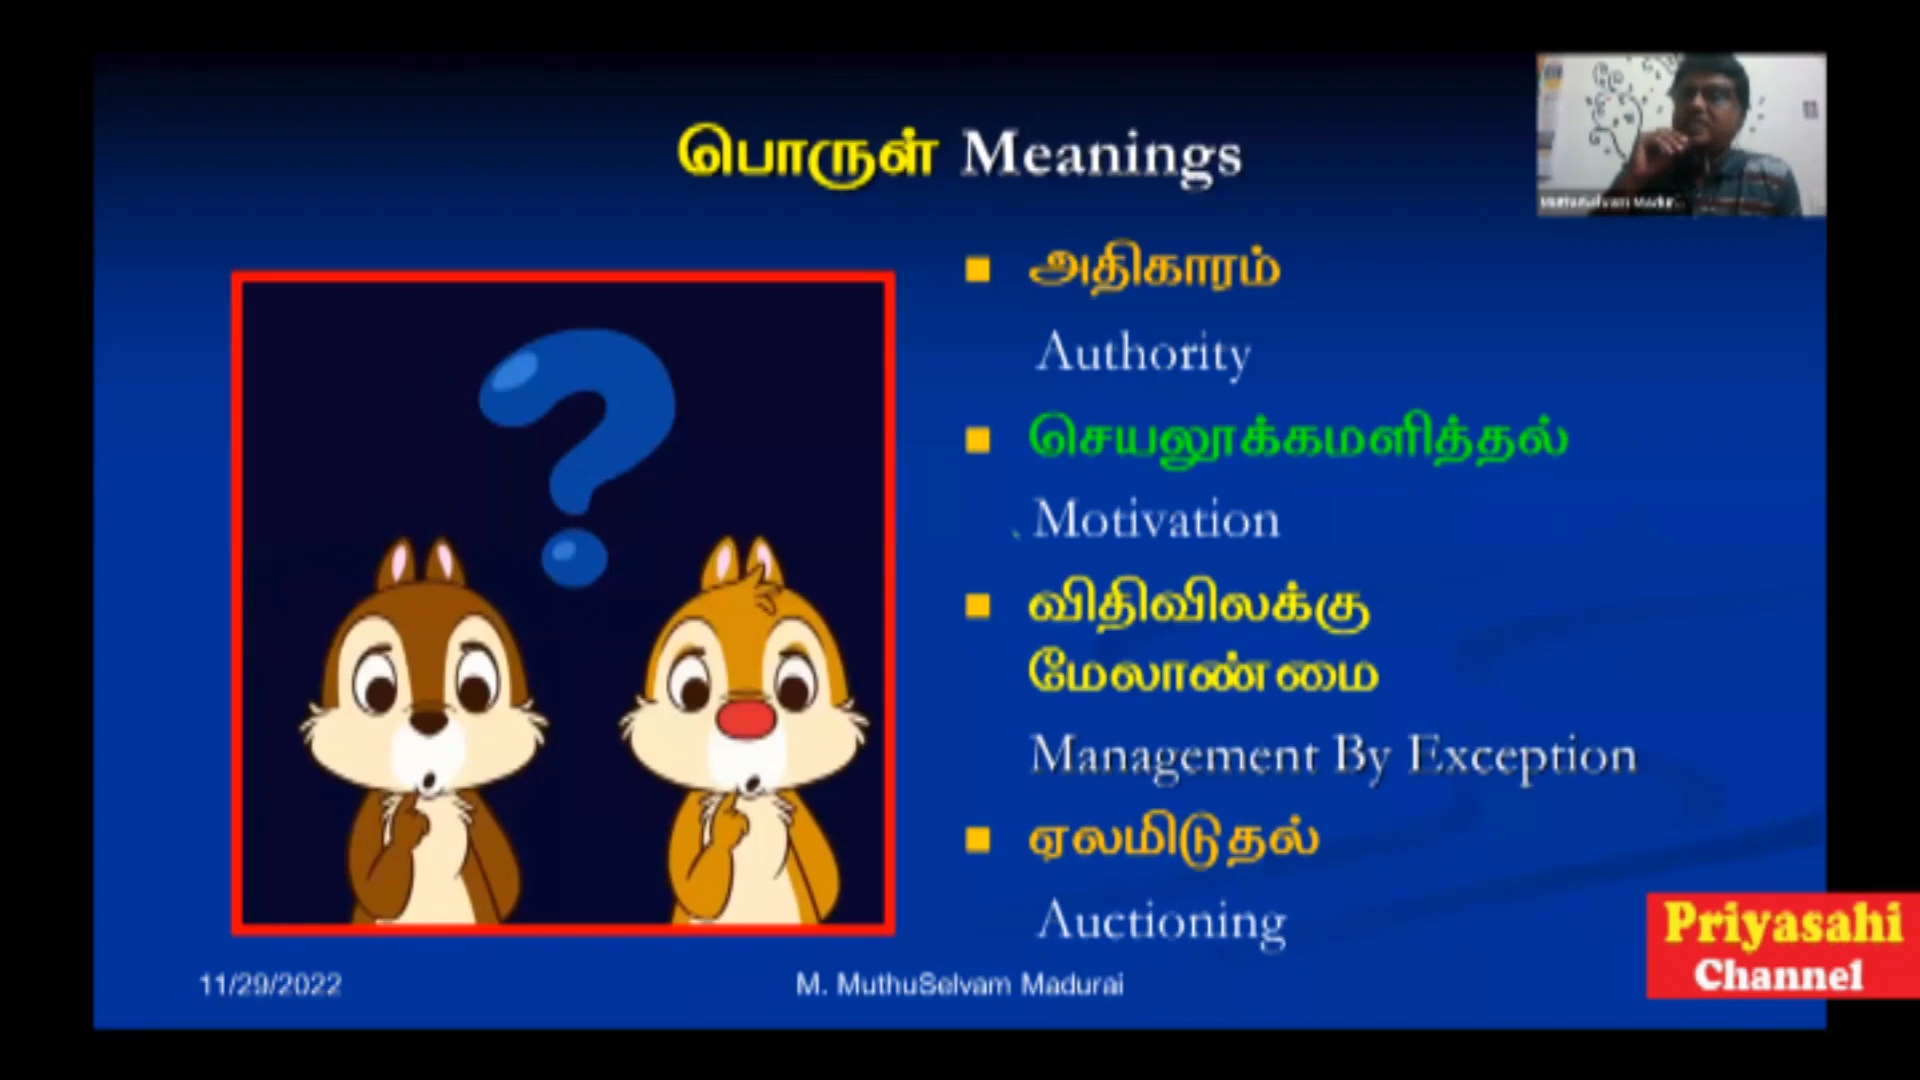 பொருள் Meanings
அதிகாரம்
Authority
செயலூக்கமளித்தல்
Motivation
விதிவிலக்கு
மேலாண்மை
Management By Exception
ஏலமிடுதல்
Auctioning
11/29/2022
M. MuthuSelvam Madurai
Priyasahi
Channel